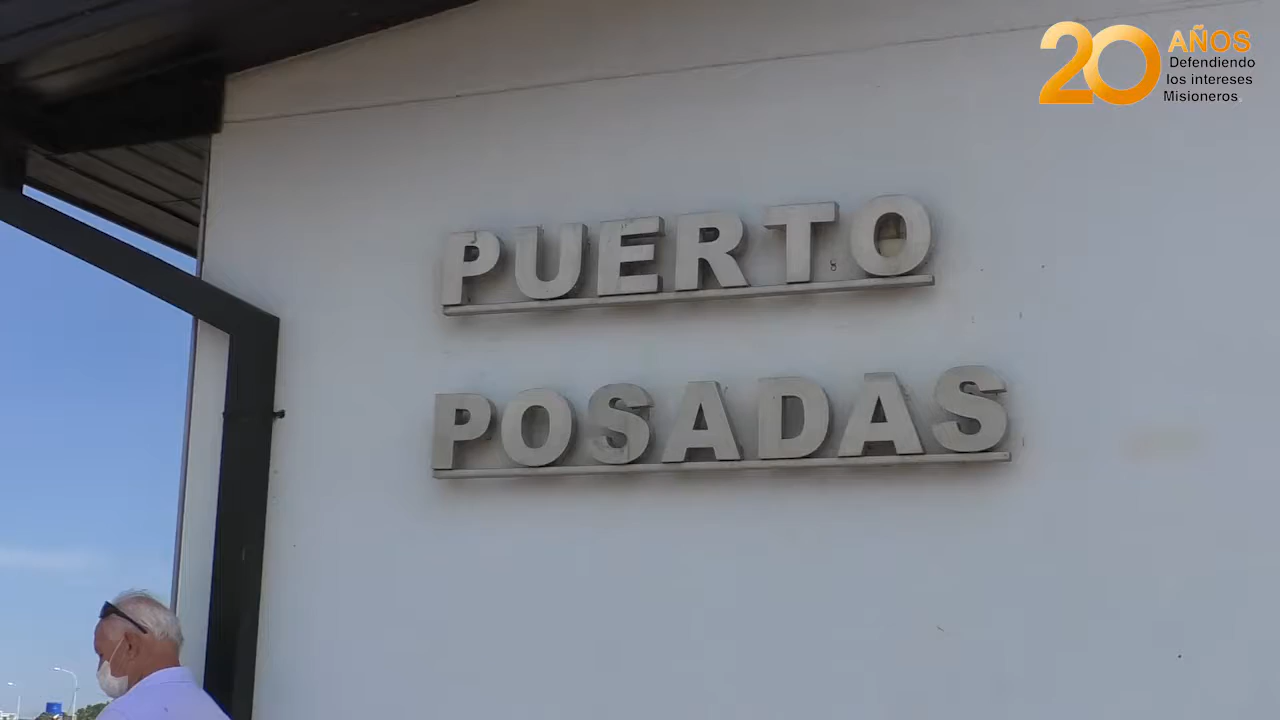 20 AÑOS
Defendiendo
los intereses
Misioneros
PUERTO
POSADAS